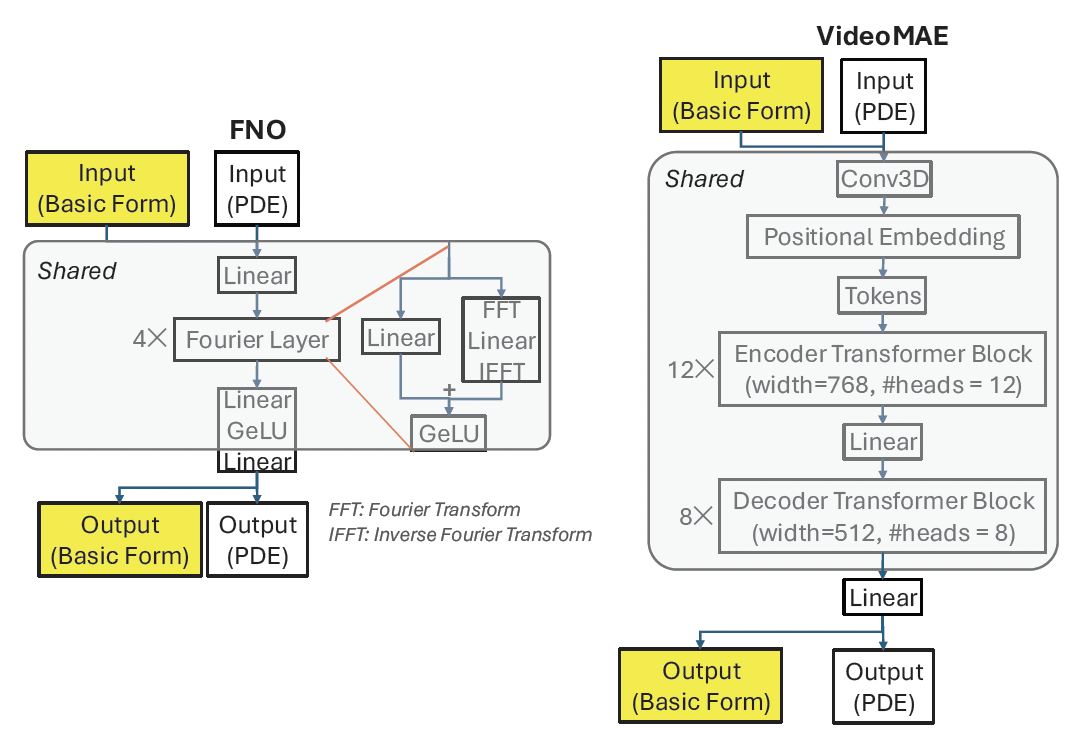 FNO
Input
(Basic Form)
Input
(PDE)
Shared
Linear
4×
Fourier Layer
Linear
GeLU
Linear
Linear
FFT
Linear
IFFT
+
GeLU
Output
(Basic Form)
Output
(PDE)
FFT: Fourier Transform
IFFT: Inverse Fourier Transform
VideoMAE
Input
(Basic Form)
Input
(PDE)
Shared
Conv3D
Positional Embedding
Tokens
12×
Encoder Transformer Block
(width=768, #heads = 12)
Linear
8×
Decoder Transformer Block
(width=512, #heads = 8)
Linear
Output
(Basic Form)
Output
(PDE)